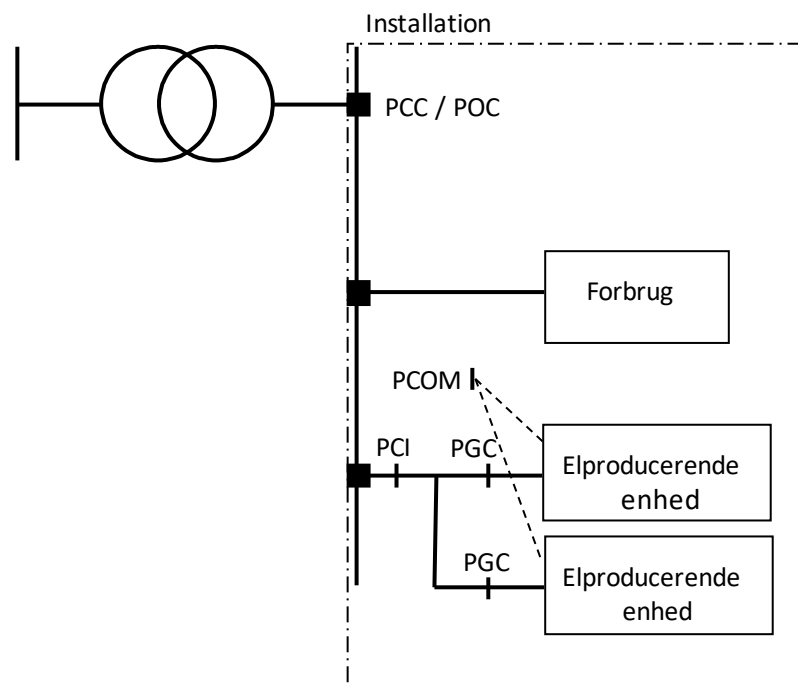 Installation
PCC / POC
Forbrug
PCOM
PCI
PGC
Elproducerende
enhed
PGC
Elproducerende
enhed